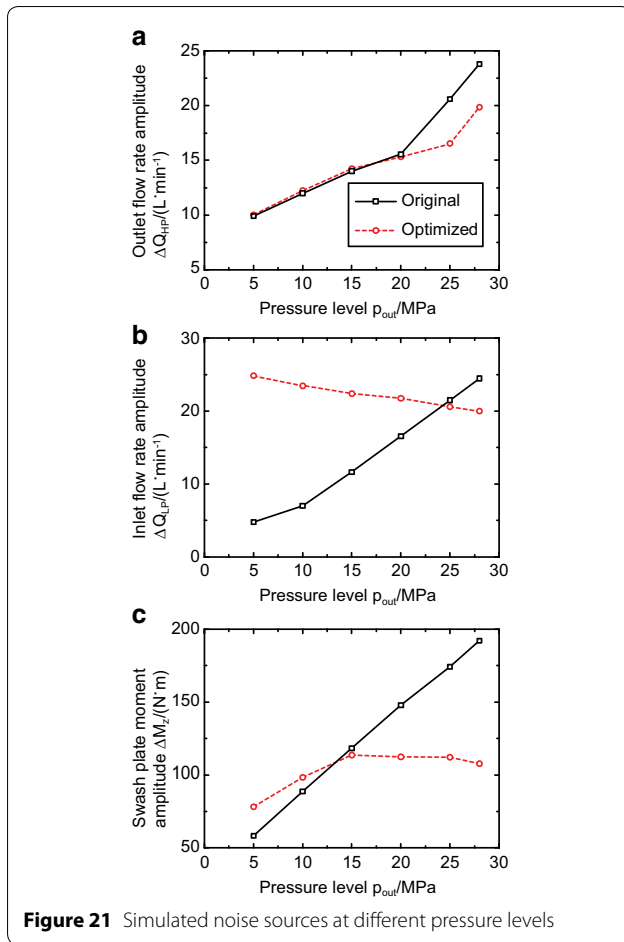 a
25
20
15
10
5
0 5 10 15 20 25 30
Outlet flow rate amplitude
ΔQHP/(L·min-1)
Original
Optimized
Pressure level pout/MPa
b
30
20
10
0
0 5 10 15 20 25 30
Inlet flow rate amplitude
ΔQLP/(L·min-1)
Pressure level pout/MPa
c
200
150
100
50
0 5 10 15 20 25 30
Swash plate moment
amplitude ΔMz/(N·m)
Pressure level pout/MPa
Figure 21 Simulated noise sources at different pressure levels